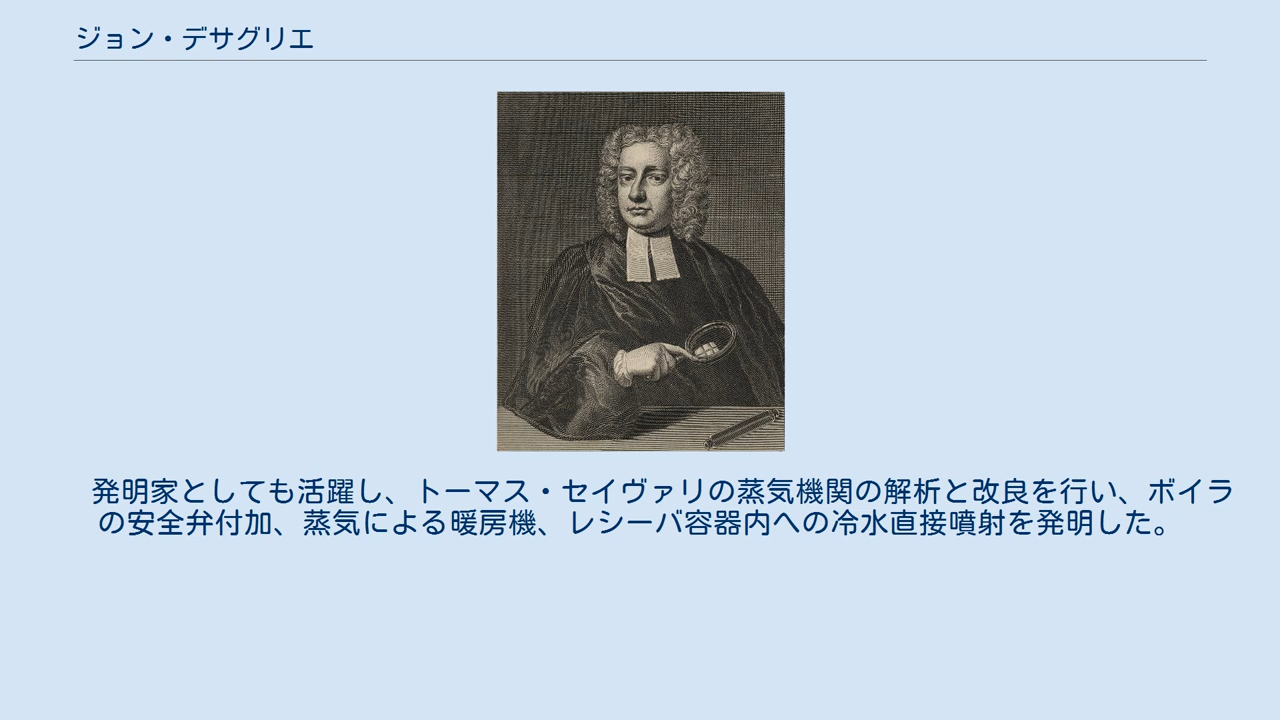 ジョン・デサグリエ
発明家としても活躍し、トーマス・セイヴァリの蒸気機関の解析と改良を行い、ボイラ
の安全弁付加、蒸気による暖房機、レシーバ容器内への冷水直接噴射を発明した。